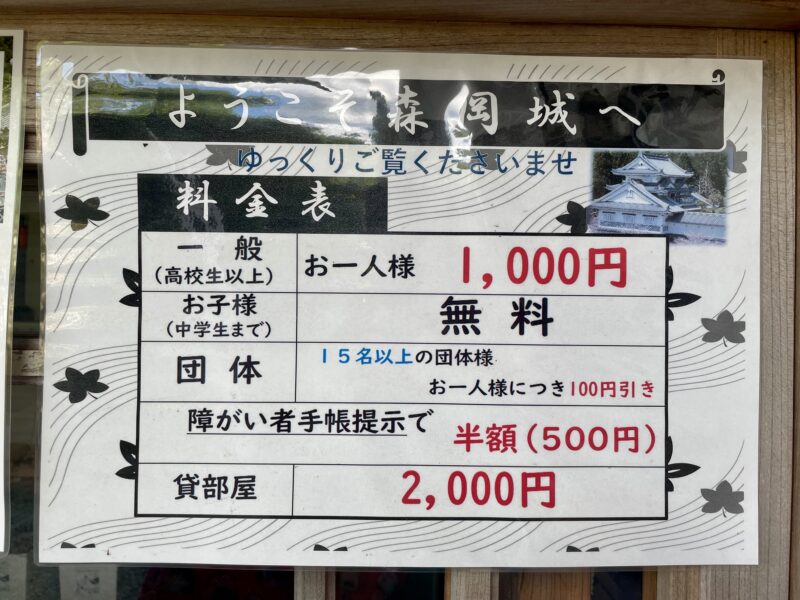 ようこそ森岡城へ
ゆっくりご覧くださいませ
料金表
一般
(高校生以上)
お一人様 1,000円
お子様
(中学生まで)
無料
団体
15名以上の団体様
お一人様につき100円引き
障がい者手帳提示で
半額(500円)
貸部屋
2,000円